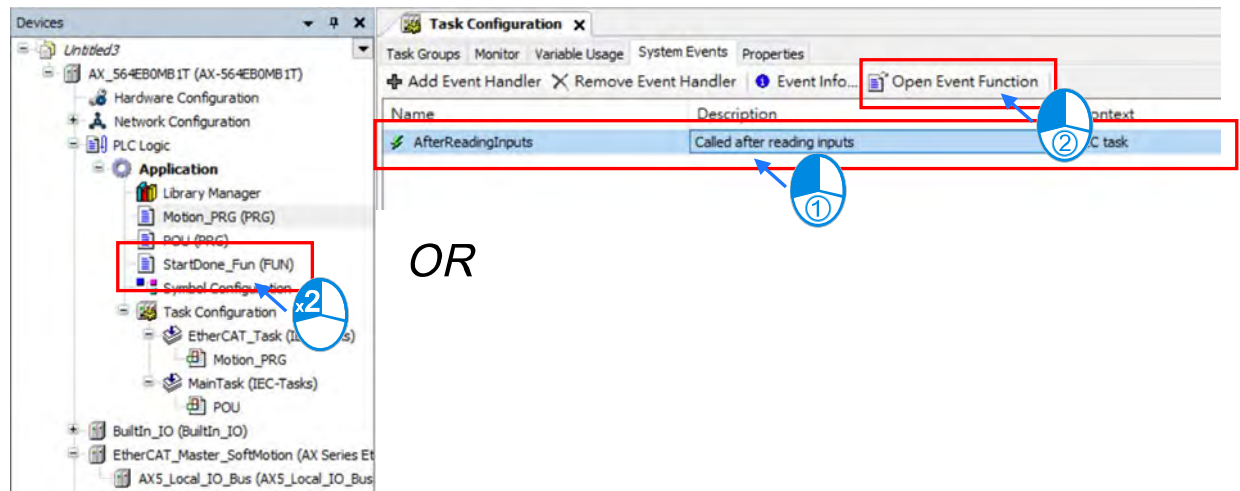 Devices
Untitled3
AX_564EB0MB1T (AX-564EB0MB1T)
Hardware Configuration
Network Configuration
PLC Logic
Application
Library Manager
Motion_PRG (PRG)
POU (PRG)
StartDone_Fun (FUN)
Symbol Configuration
x2
Task Configuration
EtherCAT_Task
Motion_PRG
MainTask (IEC-Tasks)
POU
BuiltIn_IO (BuiltIn_IO)
EtherCAT_Master_SoftMotion (AX Series Et
AX5_Local_IO_Bus (AX5_Local_IO_Bus
Task Configuration
Task Groups Monitor Variable Usage System Events Properties
Add Event Handler Remove Event Handler Event Info... Open Event Function
Name Description
AfterReadingInputs Called after reading inputs task
①
②
OR